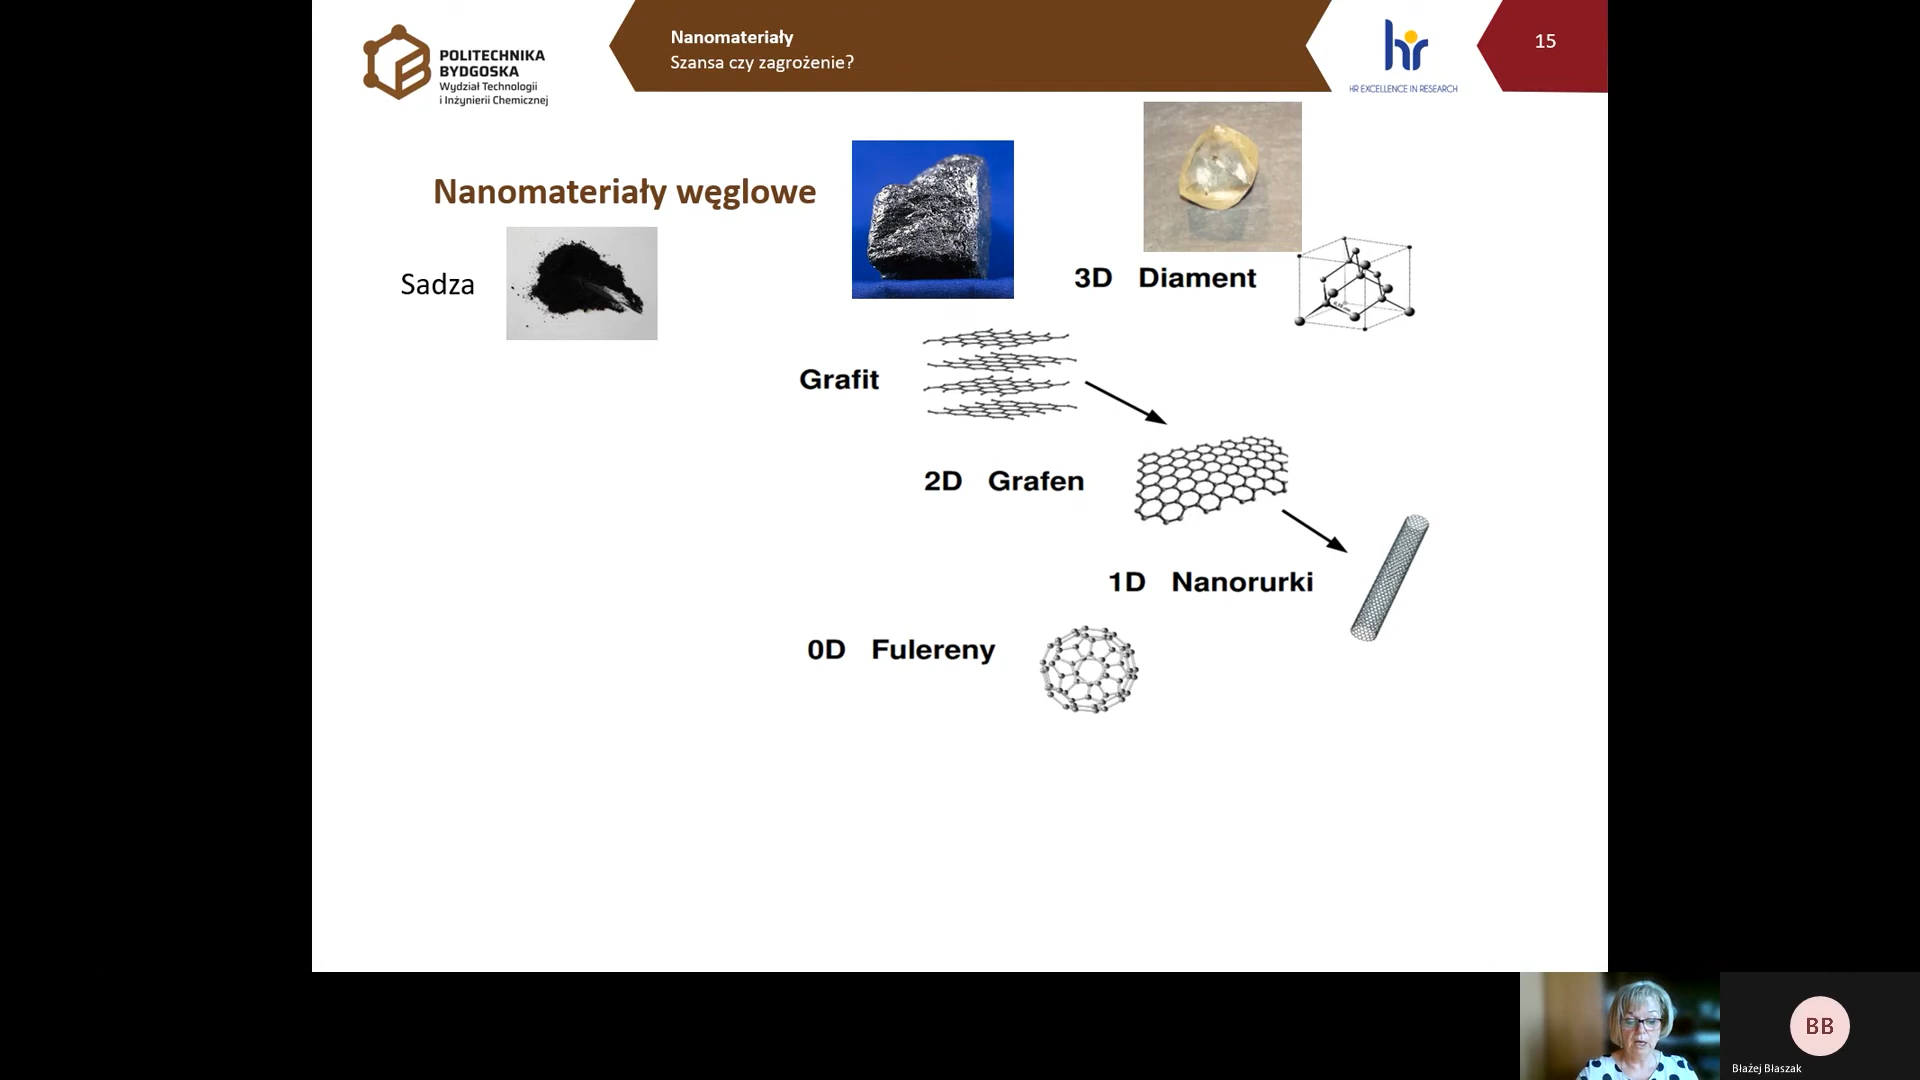 POLITECHNIKA
BYDGOSKA
Wydział Technologii
i Inżynierii Chemicznej
Nanomateriały
Szansa czy zagrożenie?
hr
HR EXCELLENCE IN RESEARCH
15
Nanomateriały węglowe
Sadza
3D Diament
Grafit
2D Grafen
1D Nanorurki
0D Fulereny
BB
Błażej Błaszak